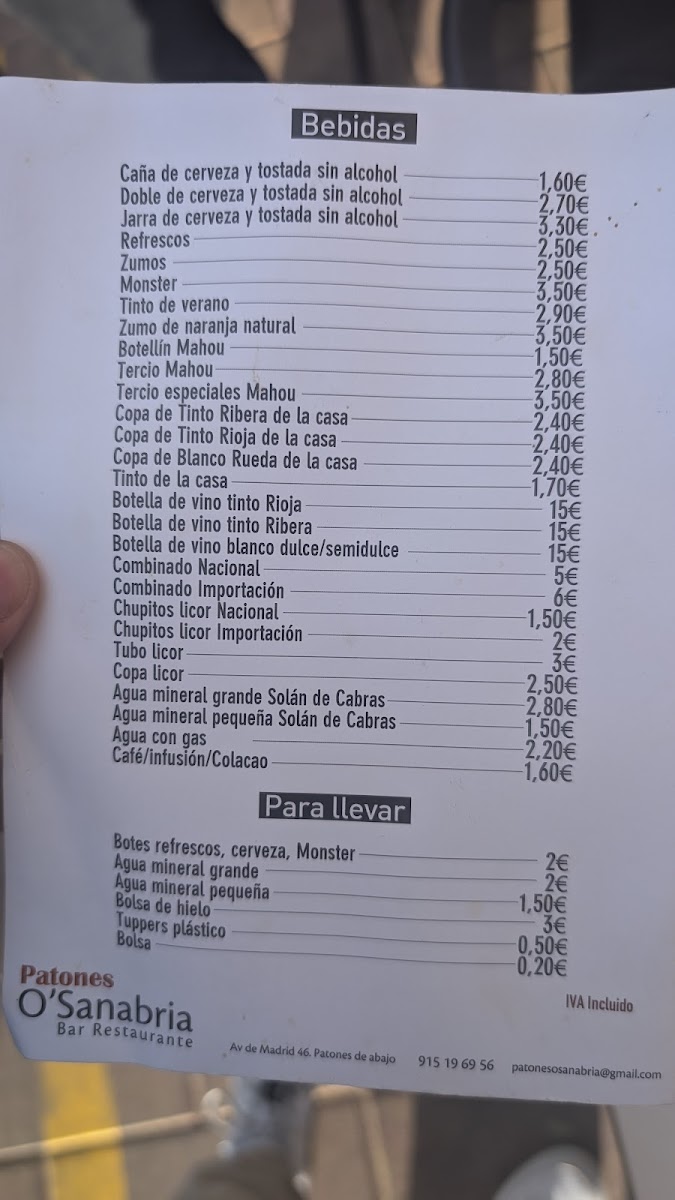 Bebidas
Caña de cerveza y tostada sin alcohol 1,60€
Doble de cerveza y tostada sin alcohol 2,70€
Jarra de cerveza y tostada sin alcohol 3,30€
Refrescos 2,50€
Zumos 2,50€
Monster 3,50€
Tinto de verano 2,90€
Zumo de naranja natural 3,50€
Botellín Mahou 1,50€
Tercio Mahou 2,80€
Tercio especiales Mahou 3,50€
Copa de Tinto Ribera de la casa 2,40€
Copa de Tinto Rioja de la casa 2,40€
Copa de Blanco Rueda de la casa 2,40€
Tinto de la casa 1,70€
Botella de vino tinto Rioja 15€
Botella de vino tinto Ribera 15€
Botella de vino blanco dulce/semidulce 15€
Combinado Nacional 5€
Combinado Importación 6€
Chupitos licor Nacional 1,50€
Chupitos licor Importación 2€
Tubo licor 3€
Copa licor 2,50€
Agua mineral grande Solán de Cabras 2,80€
Agua mineral pequeña Solán de Cabras 1,50€
Agua con gas 2,20€
Café/infusión/Colacao 1,60€
Para llevar
Botes refrescos, cerveza, Monster 2€
Agua mineral grande 2€
Agua mineral pequeña 1,50€
Bolsa de hielo 3€
Tuppers plástico 0,50€
Bolsa 0,20€
IVA Incluido
Patones
O'Sanabria
Bar Restaurante
Av de Madrid 46. Patones de abajo 915 19 69 56 patonesosanabria@gmail.com